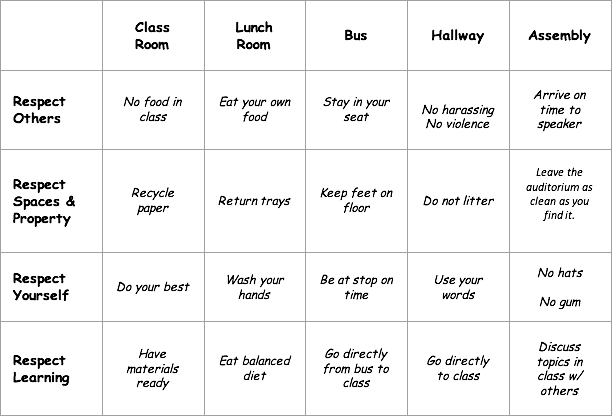 Class Room
Lunch Room
Bus
Hallway
Assembly
Respect Others
No food in class
Eat your own food
Stay in your seat
No harassing
No violence
Arrive on time to speaker
Respect Spaces & Property
Recycle paper
Return trays
Keep feet on floor
Do not litter
Leave the auditorium as clean as you find it.
Respect Yourself
Do your best
Wash your hands
Be at stop on time
Use your words
No hats
No gum
Respect Learning
Have materials ready
Eat balanced diet
Go directly from bus to class
Go directly to class
Discuss topics in class w/ others